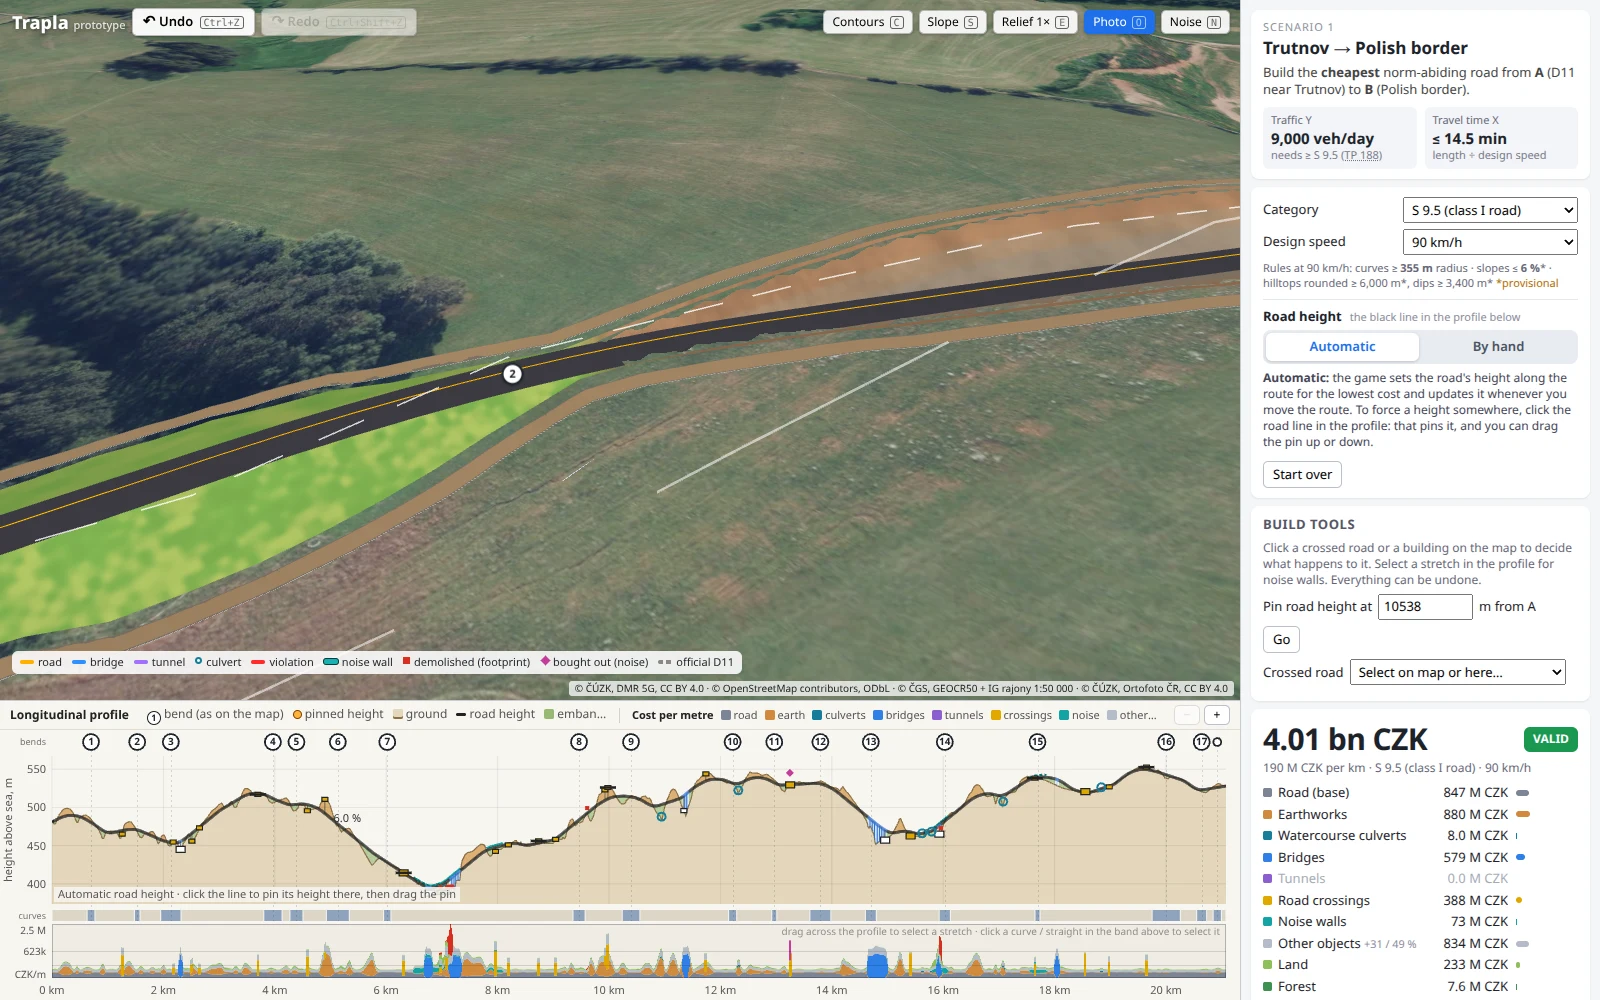 Trapla prototype
↶ Undo Ctrl+Z
↷ Redo Ctrl+Shift+Z
Contours C
Slope S
Relief 1× E
Photo O
Noise N
2
road
bridge
tunnel
culvert
violation
noise wall
demolished (footprint)
bought out (noise)
official D11
© ČÚZK, DMR 5G, CC BY 4.0 · © OpenStreetMap contributors, ODbL · © ČGS, GEOCR50 + IG rajony 1:50 000 · © ČÚZK, Ortofoto ČR, CC BY 4.0
Longitudinal profile
1 bend (as on the map)
pinned height
ground
road height
emban...
Cost per metre
road
earth
culverts
bridges
tunnels
crossings
noise
other...
− +
bends 1 2 3 4 5 6 7 8 9 10 11 12 13 14 15 16 17
height above sea, m
550
500
450
400
6.0 %
Automatic road height · click the line to pin its height there, then drag the pin
curves
2.5 M
623k
CZK/m
drag across the profile to select a stretch · click a curve / straight in the band above to select it
0 km 2 km 4 km 6 km 8 km 10 km 12 km 14 km 16 km 18 km 20 km
SCENARIO 1
Trutnov → Polish border
Build the cheapest norm-abiding road from A (D11
near Trutnov) to B (Polish border).
Traffic Y
9,000 veh/day
needs ≥ S 9.5 (TP 188)
Travel time X
≤ 14.5 min
length ÷ design speed
Category S 9.5 (class I road)
Design speed 90 km/h
Rules at 90 km/h: curves ≥ 355 m radius · slopes ≤ 6 %* ·
hilltops rounded ≥ 6,000 m*, dips ≥ 3,400 m* *provisional
Road height the black line in the profile below
Automatic
By hand
Automatic: the game sets the road's height along the
route for the lowest cost and updates it whenever you
move the route. To force a height somewhere, click the
road line in the profile: that pins it, and you can drag
the pin up or down.
Start over
BUILD TOOLS
Click a crossed road or a building on the map to decide
what happens to it. Select a stretch in the profile for
noise walls. Everything can be undone.
Pin road height at 10538 m from A
Go
Crossed road Select on map or here...
4.01 bn CZK VALID
190 M CZK per km · S 9.5 (class I road) · 90 km/h
Road (base) 847 M CZK
Earthworks 880 M CZK
Watercourse culverts 8.0 M CZK
Bridges 579 M CZK
Tunnels 0.0 M CZK
Road crossings 388 M CZK
Noise walls 73 M CZK
Other objects +31 / 49 % 834 M CZK
Land 233 M CZK
Forest 7.6 M CZK